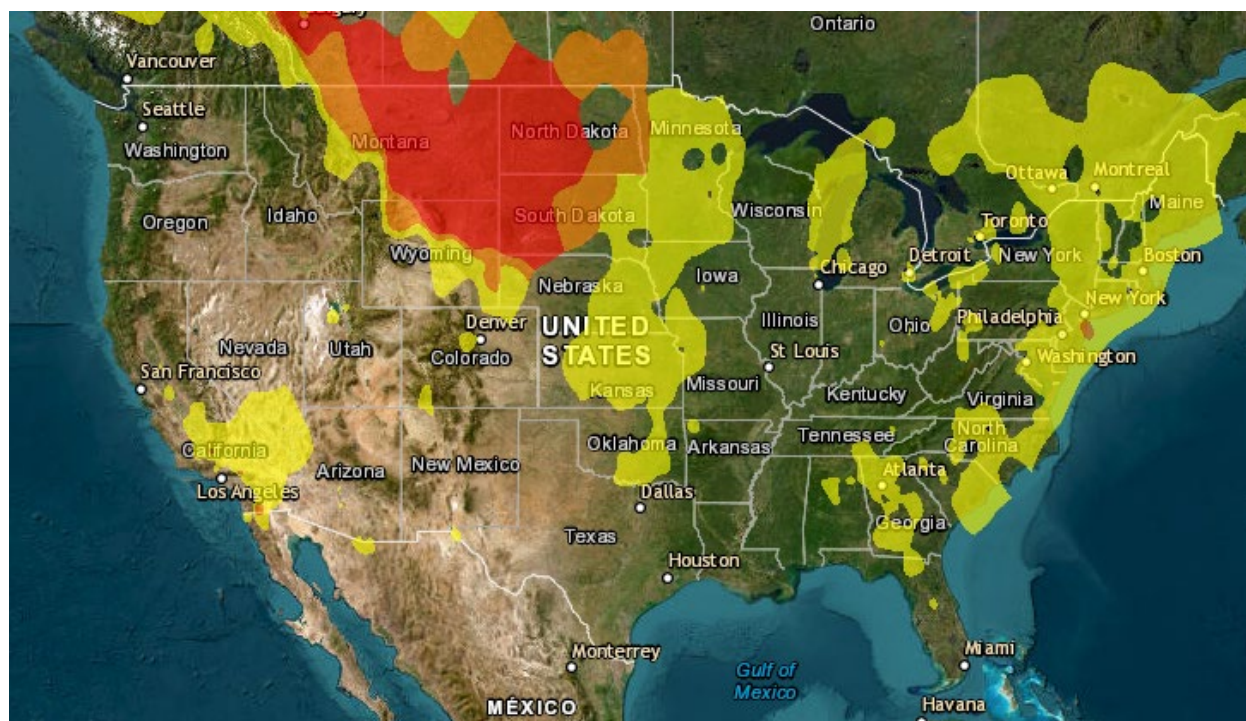 Ontario
Vancouver
Seattle
Washington
Montana
North Dakota
Minnesota
Ottawa
Montreal
Maine
Oregon
Idaho
South Dakota
Wisconsin
Toronto
Wyoming
Detroit
New York
Boston
Iowa
Chicago
Nebraska
New York
Philadelphia
Illinois
Ohio
Denver
UNITED
STATES
Nevada
Utah
Colorado
St Louis
Washington
San Francisco
Kansas
Missouri
Kentucky
Virginia
North
Carolina
California
Oklahoma
Arkansas
Tennessee
Arizona
New Mexico
Atlanta
Los Angeles
Dallas
Georgia
Texas
Houston
Monterrey
Miami
Gulf of
Mexico
MÉXICO
Havana